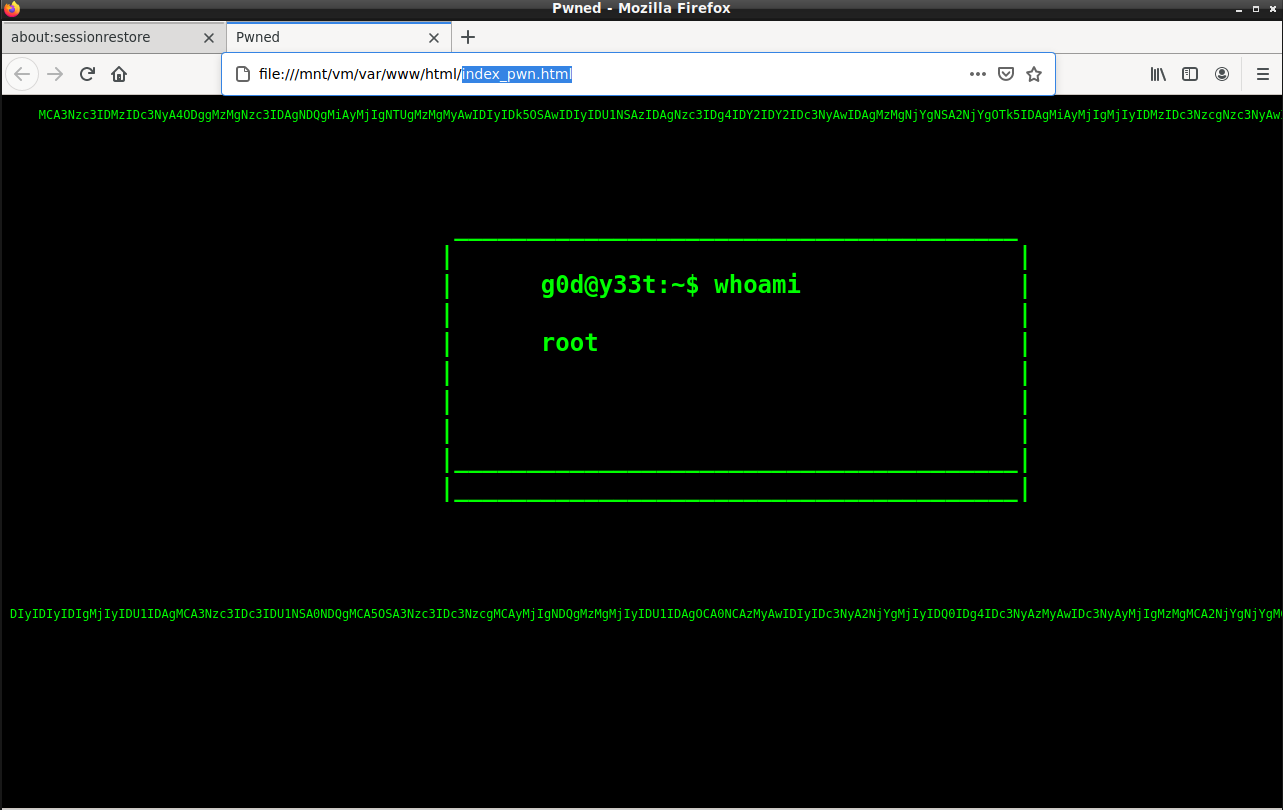 Pwned - Mozilla Firefox
about:sessionrestore
Pwned
file:///mnt/vm/var/www/html/index_pwn.html
MCA3Nzc3IDMzIDc3NyA4ODggMzMgNzc3IDAgNDQgMiAyMjIgNTUgMzMgMyAwIDIyIDk5OSAwIDIyIDU1NSAzIDAgNzc3IDg4IDY2IDY2IDc3NyAwIDAgMzMgNjYgNSA2NjYgOTk5IDAgMiAyMjIgMjIyIDMzIDc3NzcgNzc3NyAw
g0d@y33t:~$ whoami
root
DIyIDIyIDIgMjIyIDU1IDAgMCA3Nzc3IDc3IDU1NSA0NDQgMCA5OSA3Nzc3IDc3NzcgMCAyMjIgNDQgMzMgMjIyIDU1IDAgOCA0NCAzMyAwIDIyIDc3NyA2NjYgMjIyIDQ0IDg4IDc3NyAzMyAwIDc3NyAyMjIgMzMgMCA2NjYgNjYgM